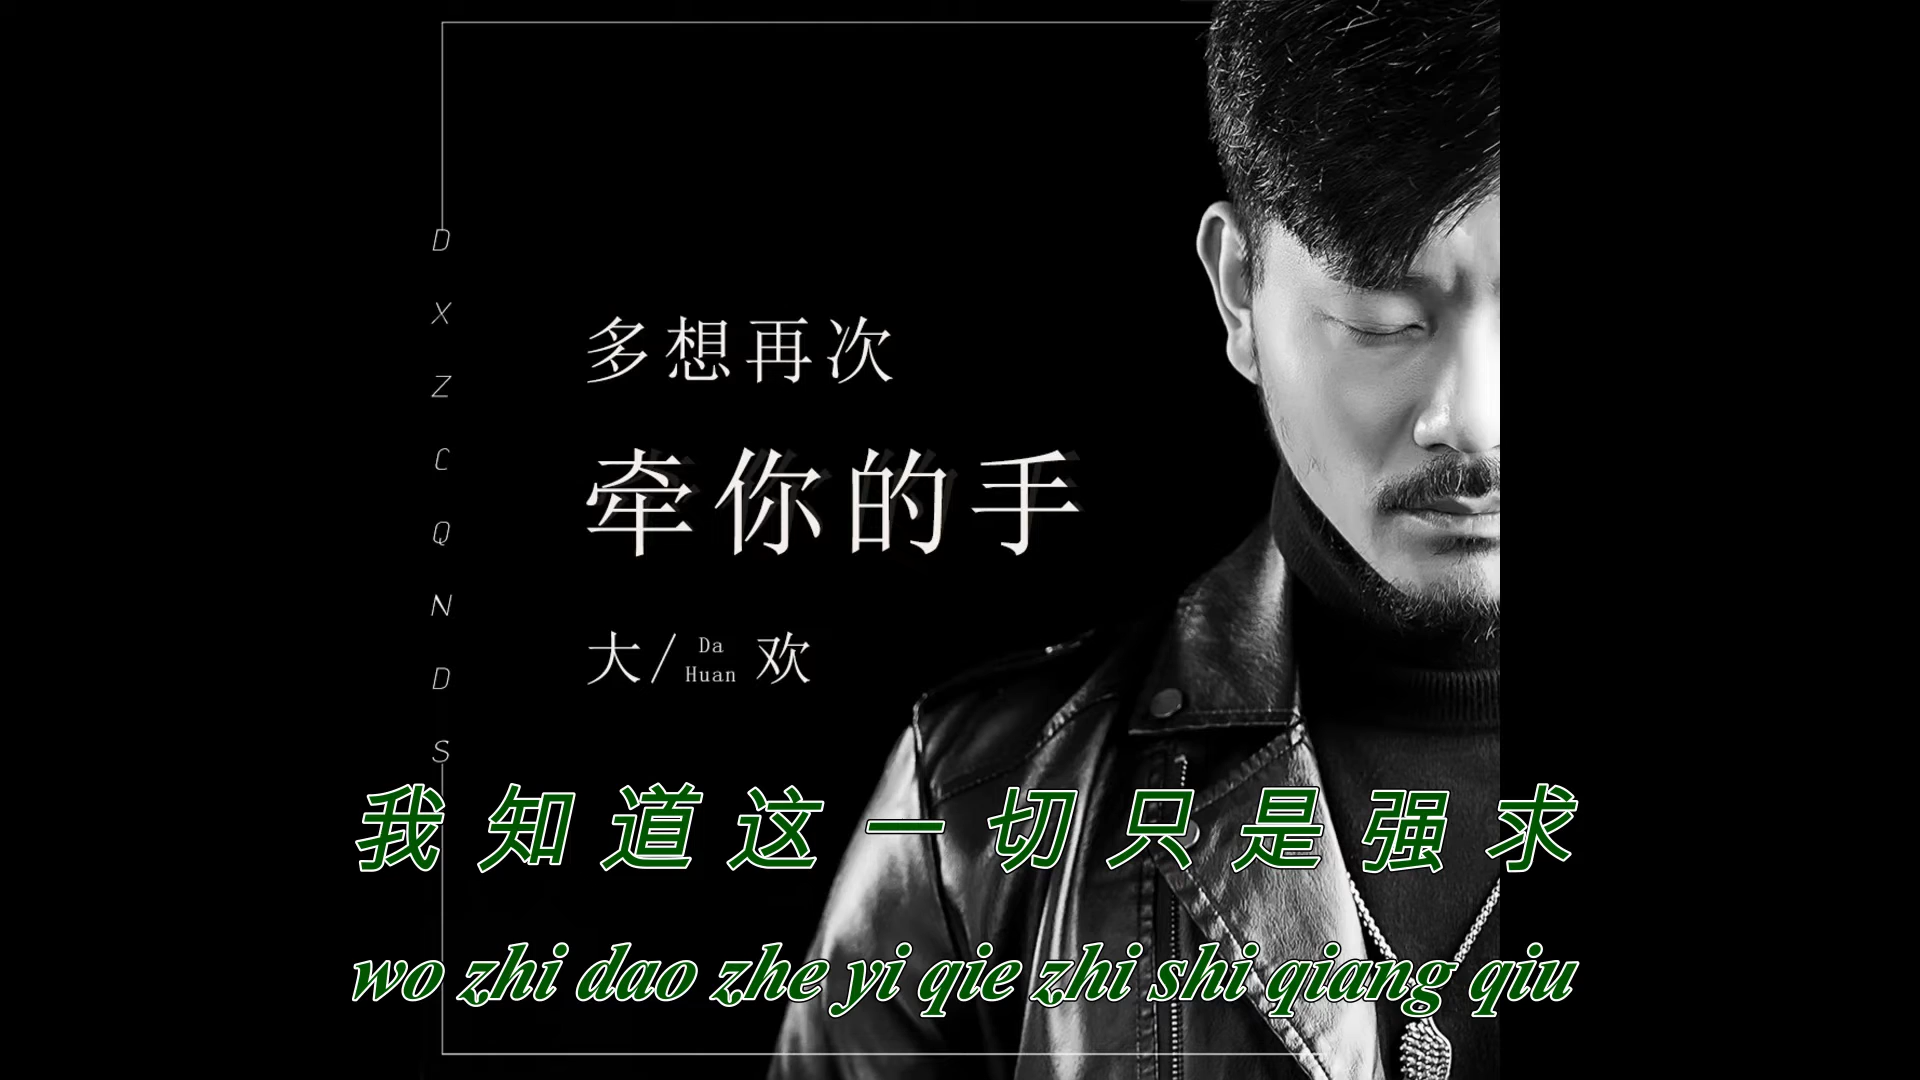 D
X
Z
C
Q
N
D
S
多想再次
牵你的手
大/ Da Huan 欢
我知道这一切只是强求
wo zhi dao zhe yi qie zhi shi qiang qiu